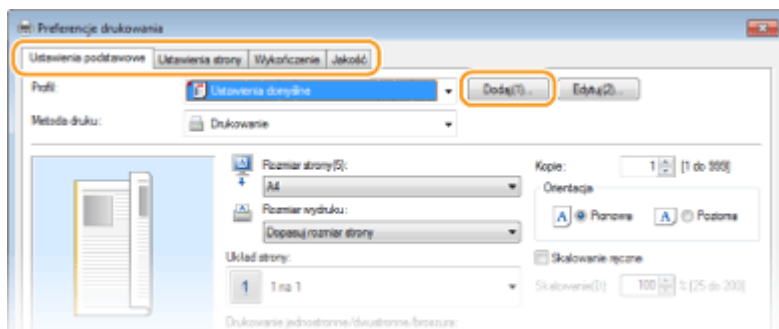 Preferencje drukowania
Ustawienia podstawowe Ustawienia strony Wykończenie Jakość
Profil: Ustawienia domyślne Dodaj(1)... Edytuj(2)...
Metoda druku: Drukowanie
Rozmiar strony(5): Kopie: 1 [1 do 999]
A4 Orientacja
Rozmiar wydruku: A Pionowa A Pozioma
Dopasuj rozmiar strony
Układ strony: Skalowanie ręczne
1 1 na 1 Skalowanie(D): 100 % [25 do 200]
Drukowanie jednostronne/dwustronne/broszura: